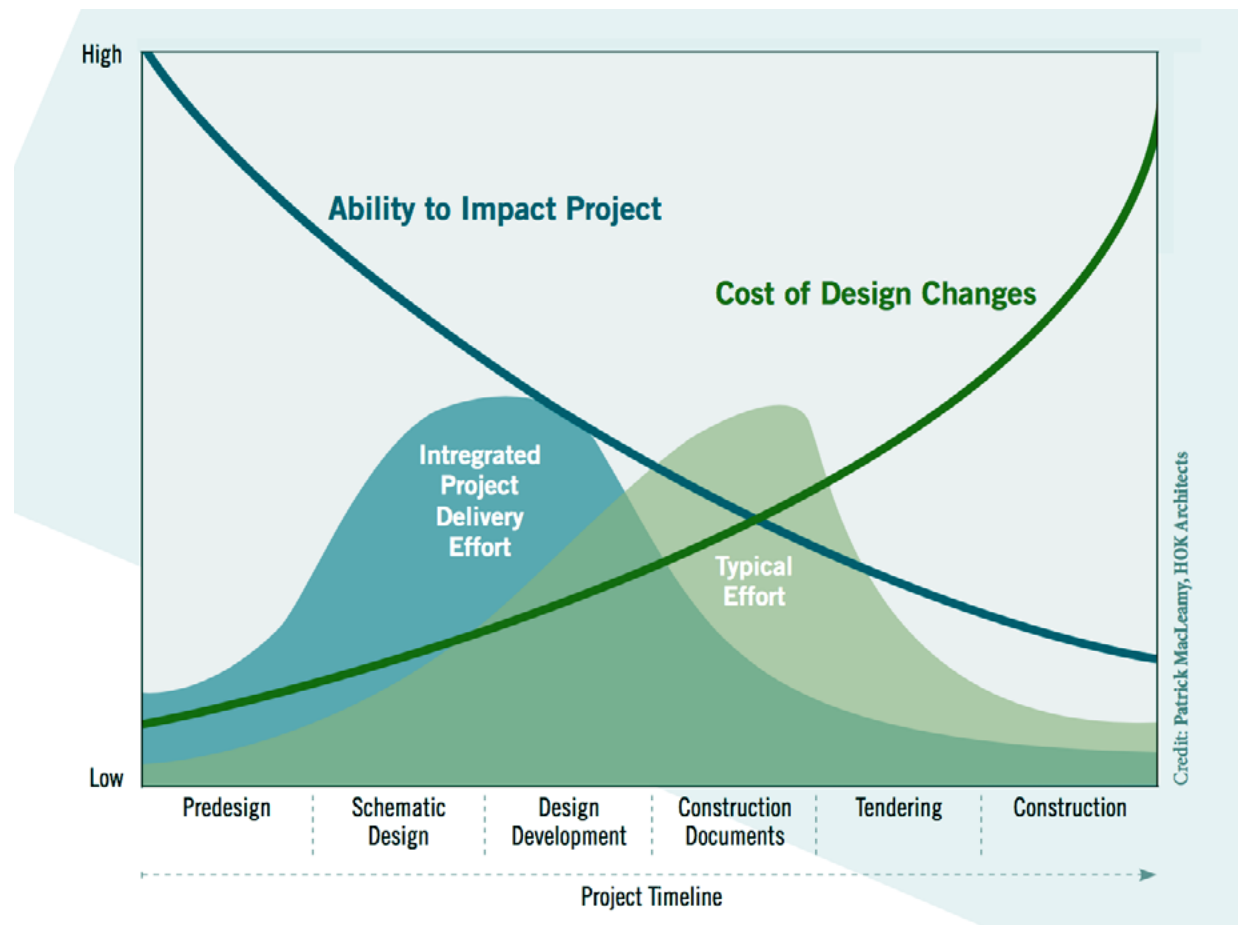 High
Ability to Impact Project
Cost of Design Changes
Intregrated
Project
Delivery
Effort
Typical
Effort
Low
Predesign
Schematic
Design
Design
Development
Construction
Documents
Tendering
Construction
Project Timeline
Credit: Patrick MacLeamy, HOK Architects